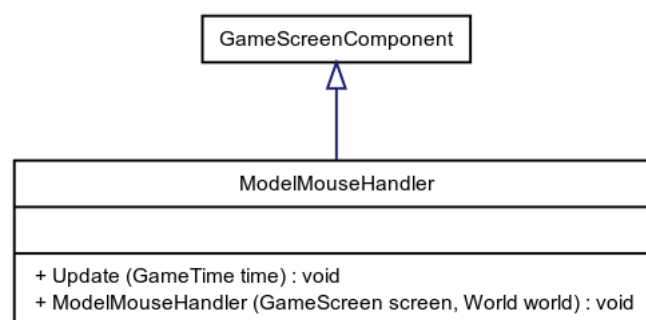 GameScreenComponent
ModelMouseHandler
+ Update (GameTime time) : void
+ ModelMouseHandler (GameScreen screen, World world) : void